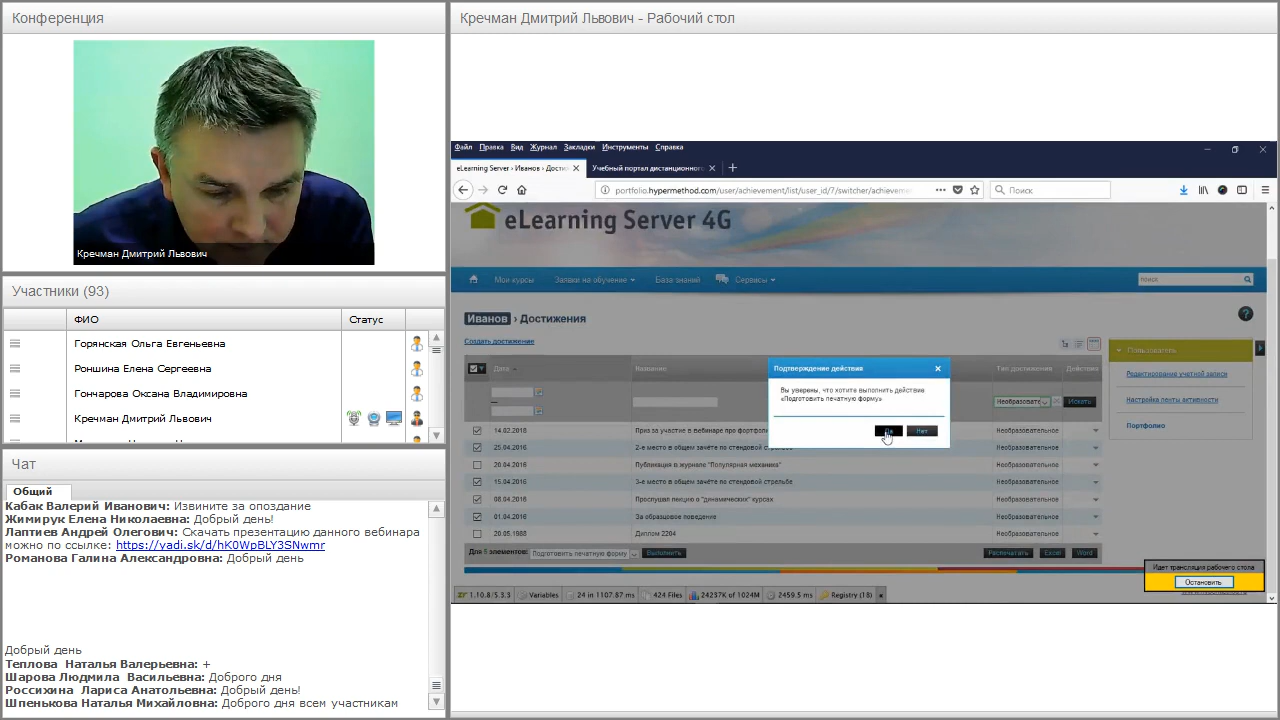 Конференция
Кречман Дмитрий Львович
Участники (93)
ФИО
Статус
Горянская Ольга Евгеньевна
Роншина Елена Сергеевна
Гончарова Оксана Владимировна
Кречман Дмитрий Львович
Чат
Общий
Кабак Валерий Иванович: Извините за опоздание
Жимирук Елена Николаевна: Добрый день!
Лаптиев Андрей Олегович: Скачать презентацию данного вебинара
можно по ссылке: https://yadi.sk/d/hK0WpBLY3SNwmr
Романова Галина Александровна: Добрый день
Добрый день
Теплова Наталья Валерьевна: +
Шарова Людмила Васильевна: Доброго дня
Россихина Лариса Анатольевна: Добрый день!
Шпенькова Наталья Михайловна: Доброго дня всем участникам
Кречман Дмитрий Львович - Рабочий стол
Файл Правка Вид Журнал Закладки Инструменты Справка
eLearning Server › Иванов › Дости
Учебный портал дистанционного
portfolio.hypermethod.com/user/achievement/list/user_id/7/switcher/achieveme
Поиск
eLearning Server 4G
Мои курсы
Заявки на обучение
База знаний
Сервисы
поиск
Иванов › Достижения
Создать достижение
Дата
Название
Тип достижения
Действия
Необразовате
Искать
14.02.2018 Приз за участие в вебинаре про портфоли Необразовательное
25.04.2016 2-е место в общем зачёте по стендовой стрельбе Необразовательное
20.04.2016 Публикация в журнале "Популярная механика" Необразовательное
15.04.2016 3-е место в общем зачёте по стендовой стрельбе Необразовательное
08.04.2016 Прослушал лекцию о "динамических" курсах Необразовательное
01.04.2016 За образцовое поведение Необразовательное
20.05.1988 Диплом 2204 Необразовательное
Для 5 элементов:
Подготовить печатную форму
Выполнить
Распечатать
Excel
Word
Подтверждение действия
Вы уверены, что хотите выполнить действие
«Подготовить печатную форму»
Нет
Пользователь
Редактирование учетной записи
Настройка ленты активности
Портфолио
Идет трансляция рабочего стола
Остановить
1.10.8/5.3.3
Variables
24 in 1107.87 ms
424 Files
24237K of 1024M
2459.5 ms
Registry (18)